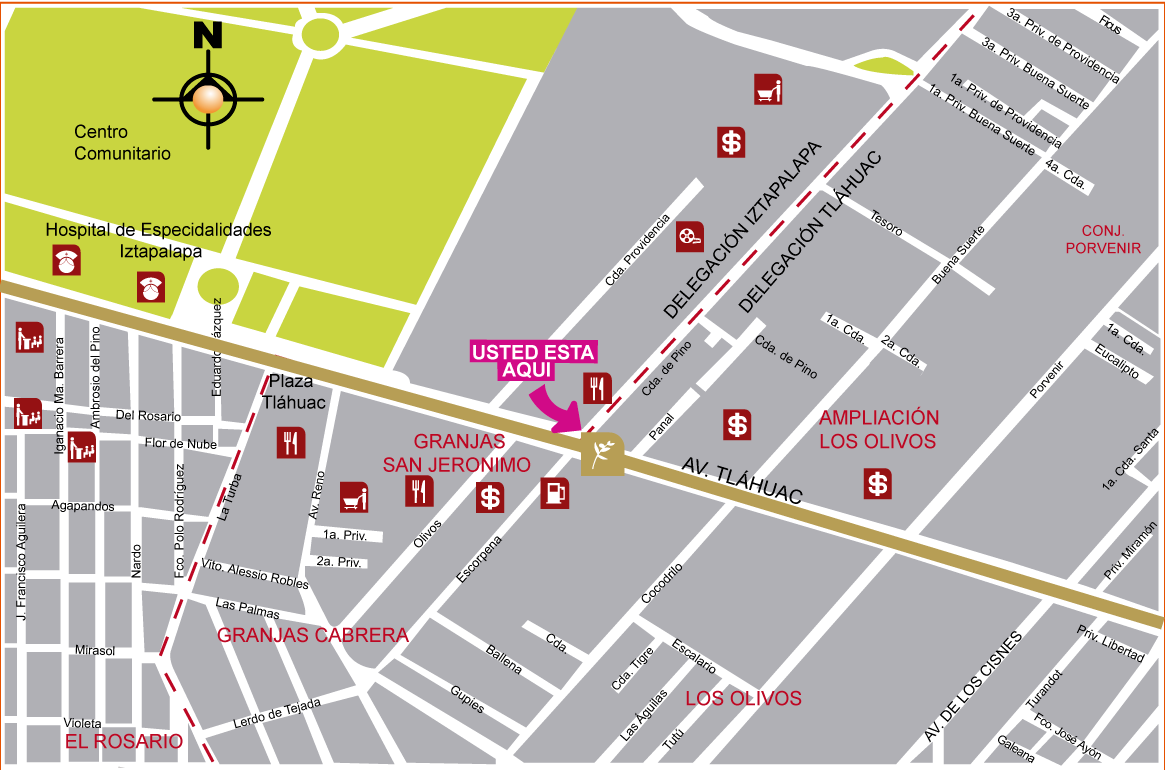 N
Centro
Comunitario
Hospital de Especidalidades
Iztapalapa
3a. Priv. de Providencia
Ficus
3a. Priv. Buena Suerte
1a. Priv. de Providencia
1a. Priv. Buena Suerte
4a. Cda.
CONJ.
PORVENIR
Tesoro
Buena Suerte
DELEGACIÓN IZTAPALAPA
DELEGACIÓN TLÁHUAC
Cda. Providencia
$
USTED ESTA
AQUI
Cda. de Pino
Cda. de Pino
1a. Cda.
2a. Cda.
Porvenir
1a. Cda.
Eucalipto
1a. Cda. Santa
Priv. Miramón
Panal
$
AMPLIACIÓN
LOS OLIVOS
$
AV. TLÁHUAC
Eduardo Vázquez
Plaza
Tláhuac
Iganacio Ma. Barrera
Ambrosio del Pino
Del Rosario
Flor de Nube
GRANJAS
SAN JERONIMO
$
Agapandos
J. Francisco Aguilera
Nardo
Fco. Polo Rodríguez
La Turba
Av. Reno
1a. Priv.
2a. Priv.
Olivos
Escorpena
Vito. Alessio Robles
Las Palmas
GRANJAS CABRERA
Mirasol
Violeta
EL ROSARIO
Lerdo de Tejada
Ballena
Gupies
Cda.
Cocodrilo
Cda. Tigre
Escalario
Las Águilas
Tutú
LOS OLIVOS
AV. DE LOS CISNES
Priv. Libertad
Turandot
Fco. José Ayón
Galeana